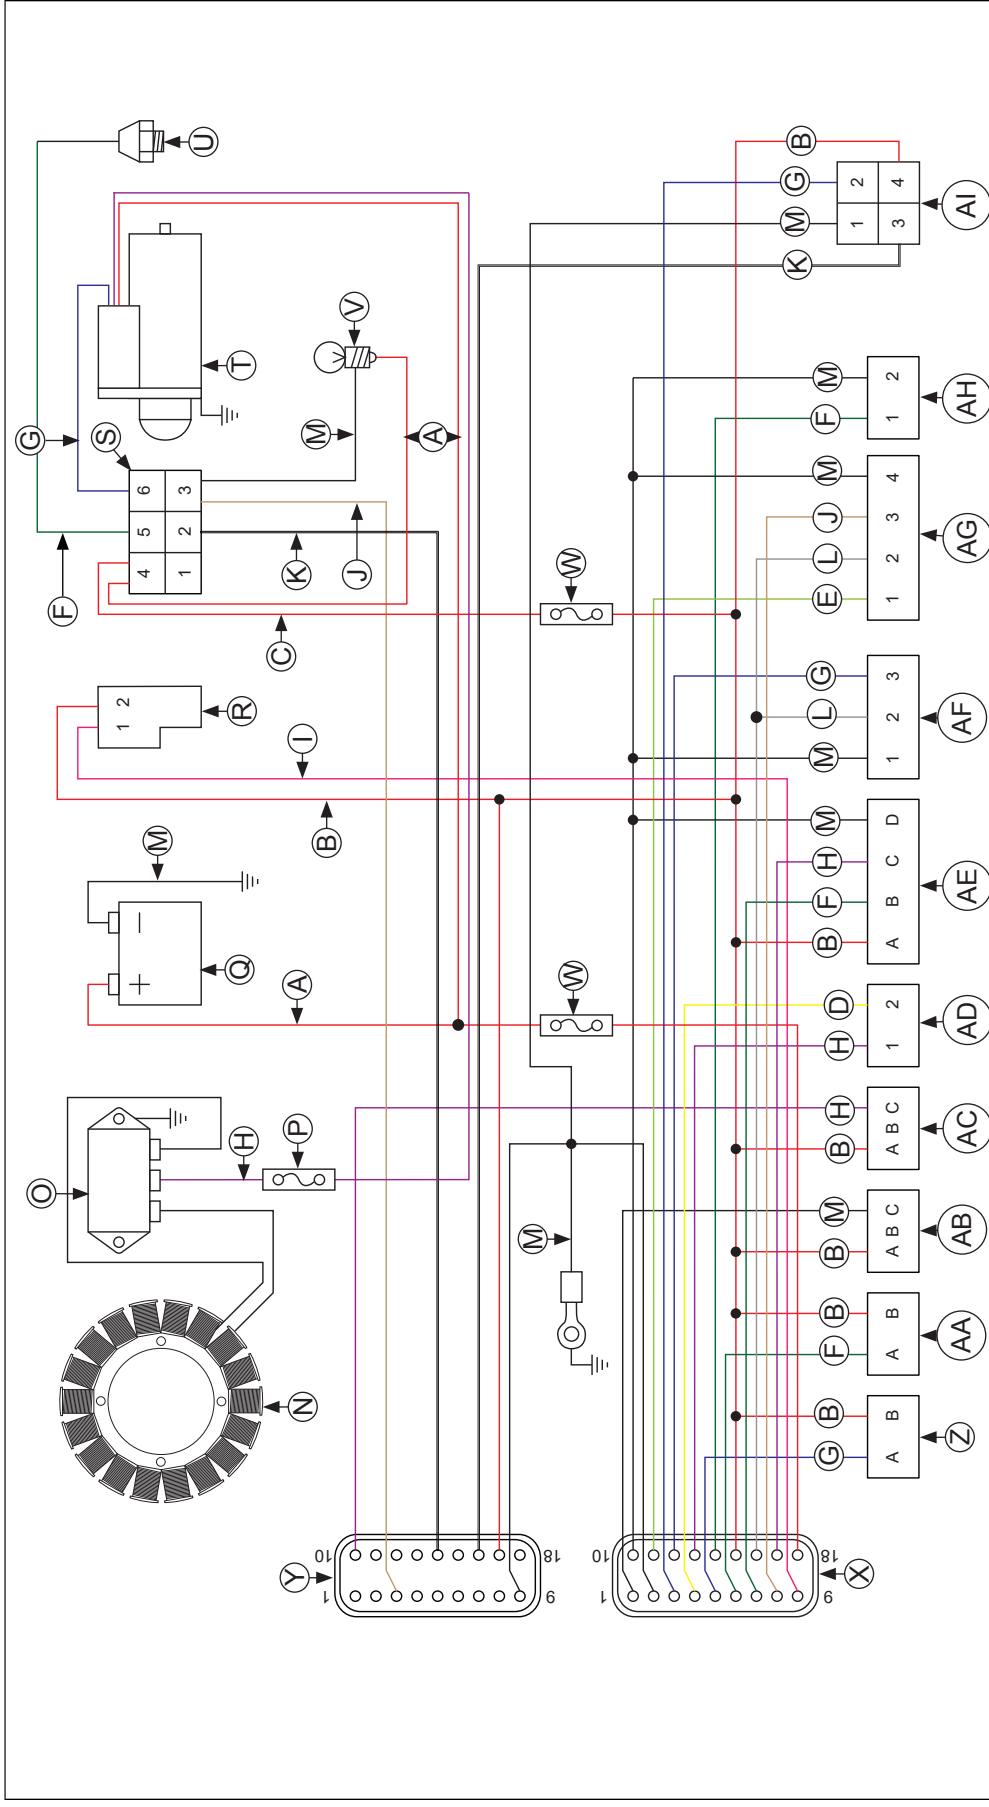 O
G
F
S
1 2
+ −
4 5 6
M
1 2 3
U
H
Q
R
T
C
N
P
A
I
K
M
Y
B
J
V
1 10
9 18
A
M
W
W
1 10
9 18
X
G B
F B
B M
B H
H D
B F H M
M L G
E L J M
F M
K M G B
A B
A B
A B C
A B C
1 2
A B C D
1 2 3
1 2 3 4
1 2
1 2
3 4
Z
AA
AB
AC
AD
AE
AF
AG
AH
AI